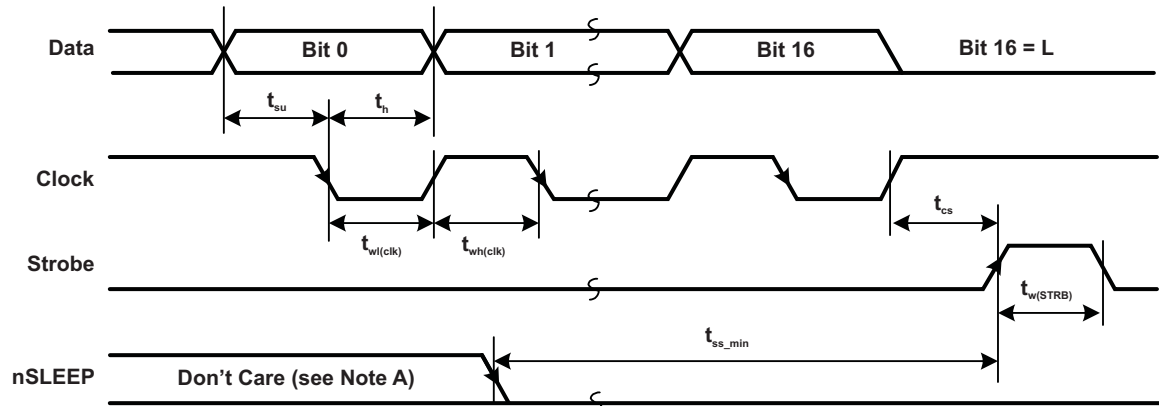 Data
Bit 0
Bit 1
Bit 16
Bit 16 = L
tsu
th
Clock
tcs
twl(clk)
twh(clk)
Strobe
tw(STRB)
tss_min
nSLEEP
Don't Care (see Note A)